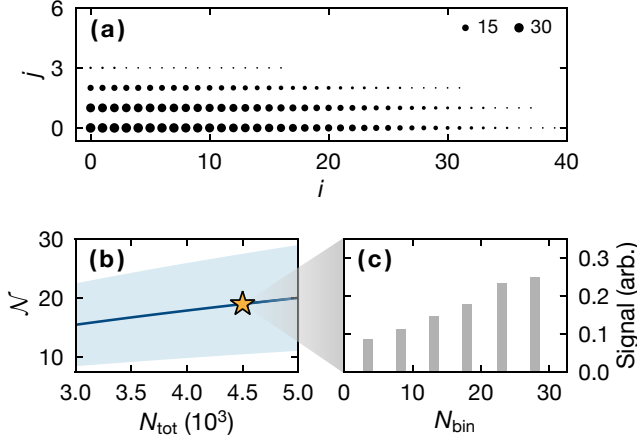 (a)
15 30
j
6
3
0
0 10 20 30 40
i
(b)
𝒩
30
20
10
3.0 3.5 4.0 4.5 5.0
N_tot (10^3)
(c)
0.3
0.2
0.1
0.0
Signal (arb.)
0 10 20 30
N_bin